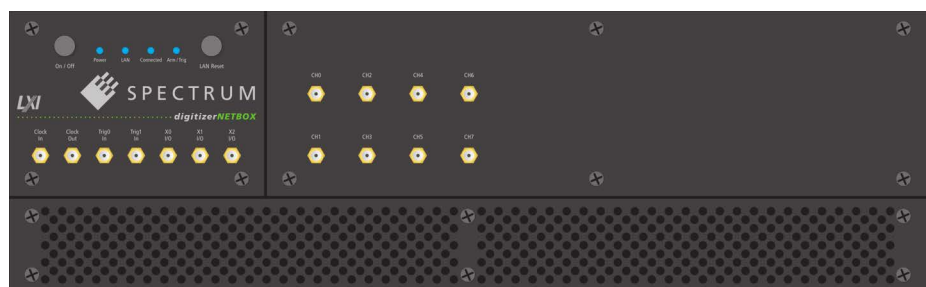 On / Off
Power LAN Connected Arm/Trig
LAN Reset
LXI
SPECTRUM
digitizerNETBOX
Clock In
Clock Out
Trig0 In
Trig1 In
X0 I/O
X1 I/O
X2 I/O
CH0 CH2 CH4 CH6
CH1 CH3 CH5 CH7